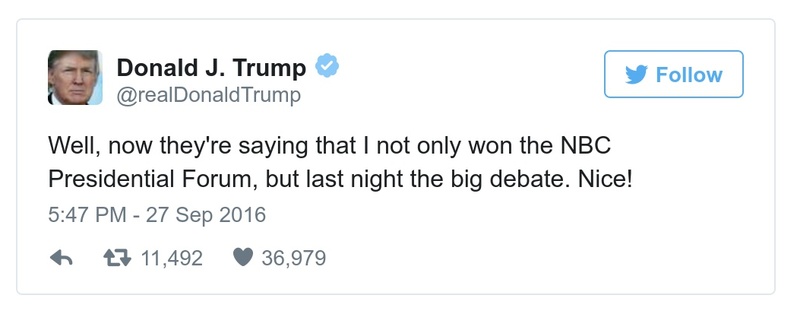 Donald J. Trump
@realDonaldTrump
Follow
Well, now they're saying that I not only won the NBC
Presidential Forum, but last night the big debate. Nice!
5:47 PM - 27 Sep 2016
11,492 36,979